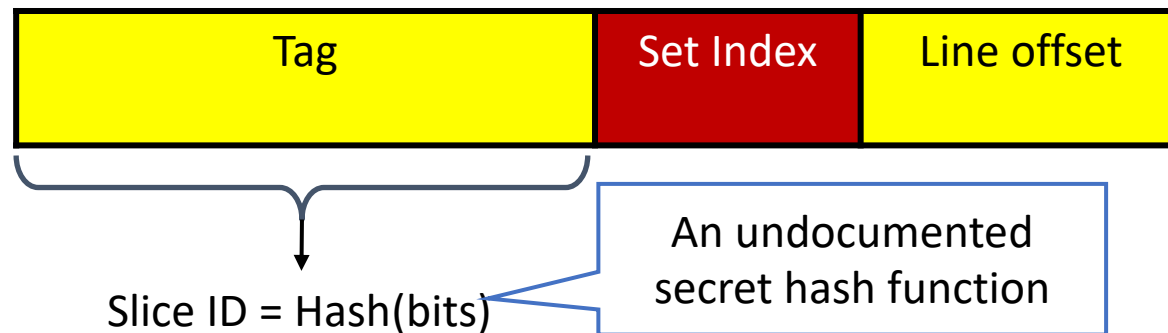 Tag
Set Index
Line offset
An undocumented
secret hash function
Slice ID = Hash(bits)